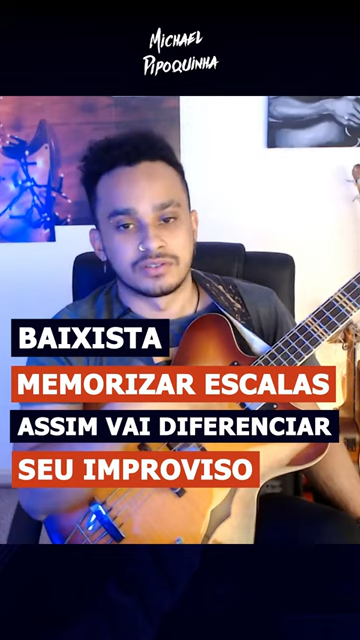 MICHAEL
PIPOQUINHA
BAIXISTA
MEMORIZAR ESCALAS
ASSIM VAI DIFERENCIAR
SEU IMPROVISO